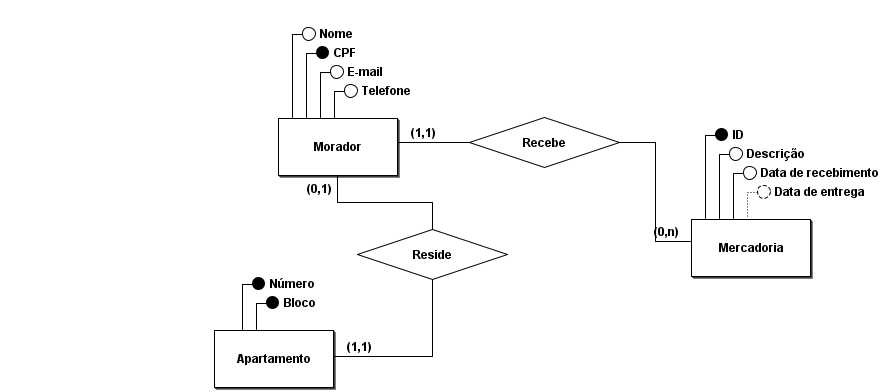 Nome
CPF
E-mail
Telefone
Morador
(1,1)
Recebe
ID
Descrição
Data de recebimento
Data de entrega
(0,n)
Mercadoria
(0,1)
Reside
Número
Bloco
Apartamento
(1,1)